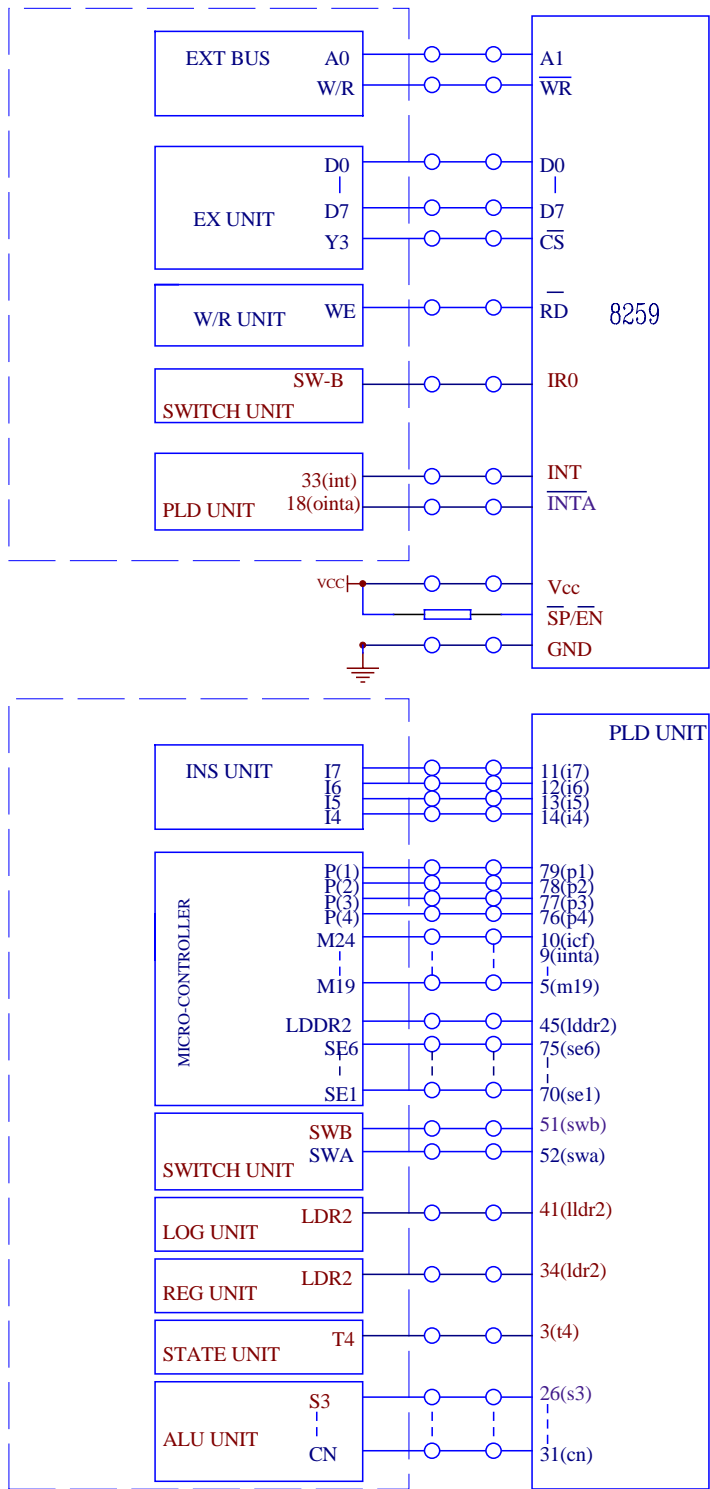 EXT BUS A0 A1
W/R WR
D0 D0
D7 D7
EX UNIT
Y3 CS
W/R UNIT WE RD 8259
SW-B IR0
SWITCH UNIT
33(int) INT
PLD UNIT 18(ointa) INTA
VCC Vcc
SP/EN
GND
PLD UNIT
INS UNIT I7 11(i7)
I6 12(i6)
I5 13(i5)
I4 14(i4)
MICRO-CONTROLLER
P(1) 79(p1)
P(2) 78(p2)
P(3) 77(p3)
P(4) 76(p4)
M24 10(icf)
9(iinta)
M19 5(m19)
LDDR2 45(lddr2)
SE6 75(se6)
SE1 70(se1)
SWB 51(swb)
SWITCH UNIT SWA 52(swa)
LDR2 41(lldr2)
LOG UNIT
LDR2 34(ldr2)
REG UNIT
T4 3(t4)
STATE UNIT
S3 26(s3)
ALU UNIT
CN 31(cn)